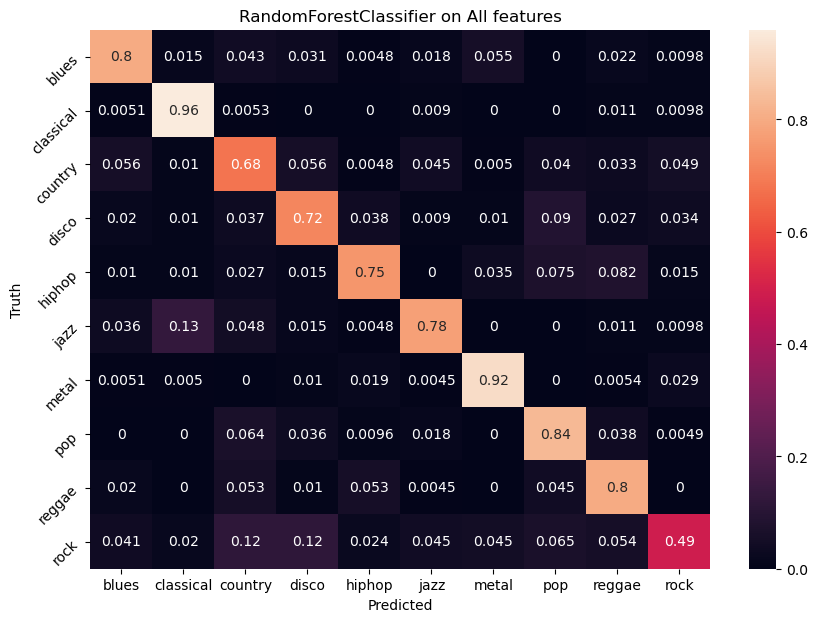 RandomForestClassifier on All features
blues 0.8 0.015 0.043 0.031 0.0048 0.018 0.055 0 0.022 0.0098
classical 0.0051 0.96 0.0053 0 0 0.009 0 0 0.011 0.0098
country 0.056 0.01 0.68 0.056 0.0048 0.045 0.005 0.04 0.033 0.049
disco 0.02 0.01 0.037 0.72 0.038 0.009 0.01 0.09 0.027 0.034
hiphop 0.01 0.01 0.027 0.015 0.75 0 0.035 0.075 0.082 0.015
jazz 0.036 0.13 0.048 0.015 0.0048 0.78 0 0 0.011 0.0098
metal 0.0051 0.005 0 0.01 0.019 0.0045 0.92 0 0.0054 0.029
pop 0 0 0.064 0.036 0.0096 0.018 0 0.84 0.038 0.0049
reggae 0.02 0 0.053 0.01 0.053 0.0045 0 0.045 0.8 0
rock 0.041 0.02 0.12 0.12 0.024 0.045 0.045 0.065 0.054 0.49
blues classical country disco hiphop jazz metal pop reggae rock
Predicted
Truth
0.8
0.6
0.4
0.2
0.0